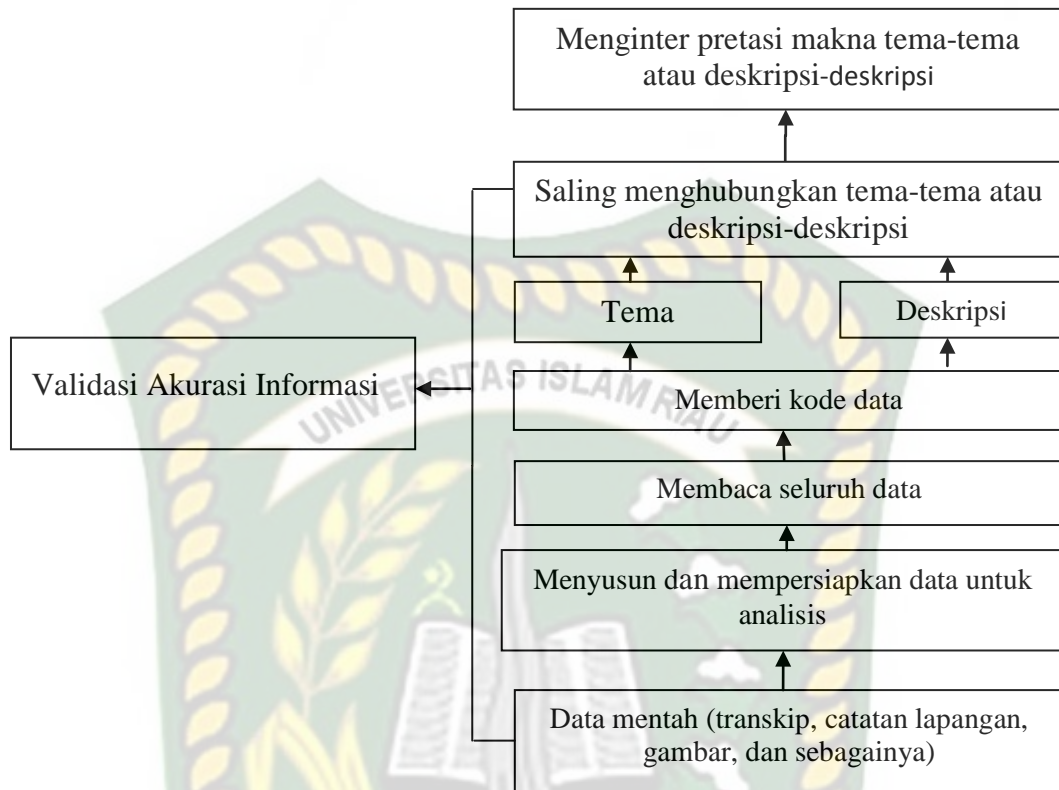 Menginter pretasi makna tema-tema
atau deskripsi-deskripsi
Saling menghubungkan tema-tema atau
deskripsi-deskripsi
Tema
Deskripsi
Validasi Akurasi Informasi
UNIVERSITAS ISLAM RIAU
Memberi kode data
Membaca seluruh data
Menyusun dan mempersiapkan data untuk
analisis
Data mentah (transkip, catatan lapangan,
gambar, dan sebagainya)